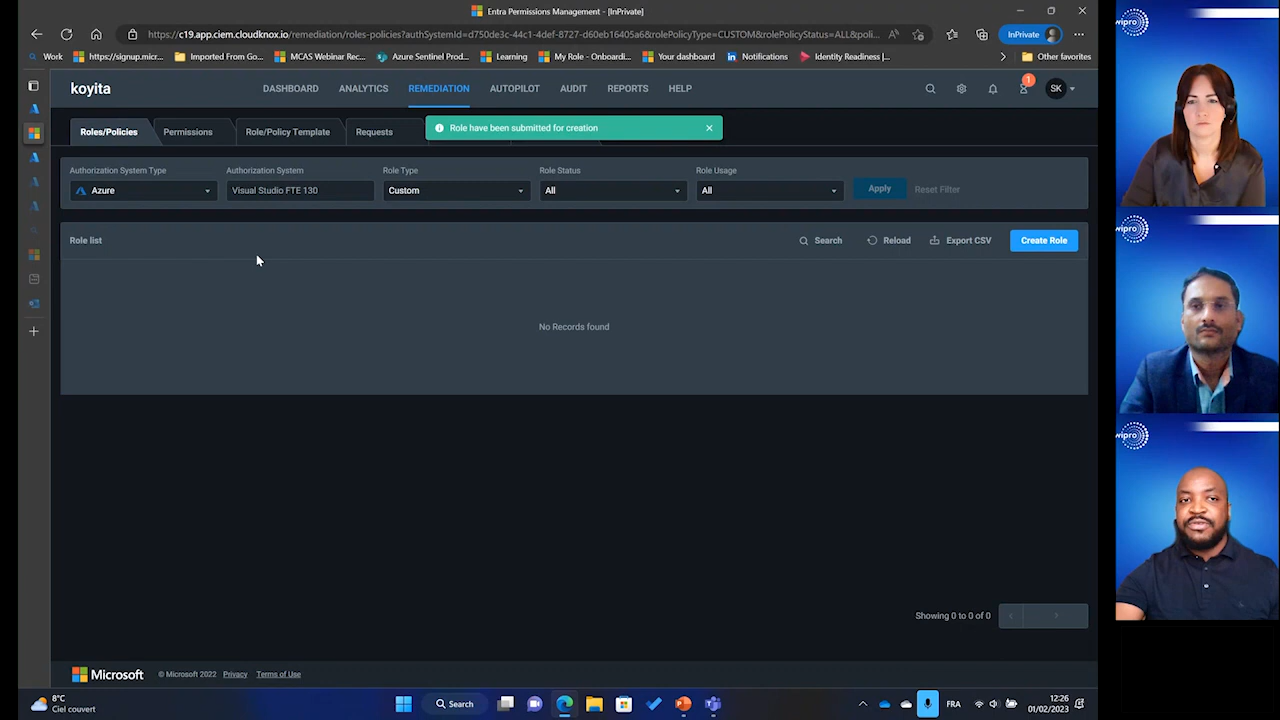 Entra Permissions Management - [InPrivate]
https://c19.app.ciem.cloudknox.io/remediation/roles-policies?authSystemId=d750de3c-44c1-4def-8727-d60eb16405a6&rolePolicyType=CUSTOM&rolePolicyStatus=ALL&poli...
InPrivate
Work
https://signup.micr...
Imported From Go...
MCAS Wbinar Rec...
Azure Sentinel Prod...
Learning
My Role - Onboardi...
Your dashboard
Notifications
Identity Readiness |...
Other favorites
koyita
DASHBOARD
ANALYTICS
REMEDIATION
AUTOPILOT
AUDIT
REPORTS
HELP
1
SK
Roles/Policies
Permissions
Role/Policy Template
Requests
Role have been submitted for creation
Authorization System Type
Authorization System
Role Type
Role Status
Role Usage
Azure
Visual Studio FTE 130
Custom
All
All
Apply
Reset Filter
Role list
Search
Reload
Export CSV
Create Role
No Records found
Showing 0 to 0 of 0
Microsoft
© Microsoft 2022
Privacy
Terms of Use
8°C
Ciel couvert
Search
FRA
12:26
01/02/2023
wipro
wipro
wipro